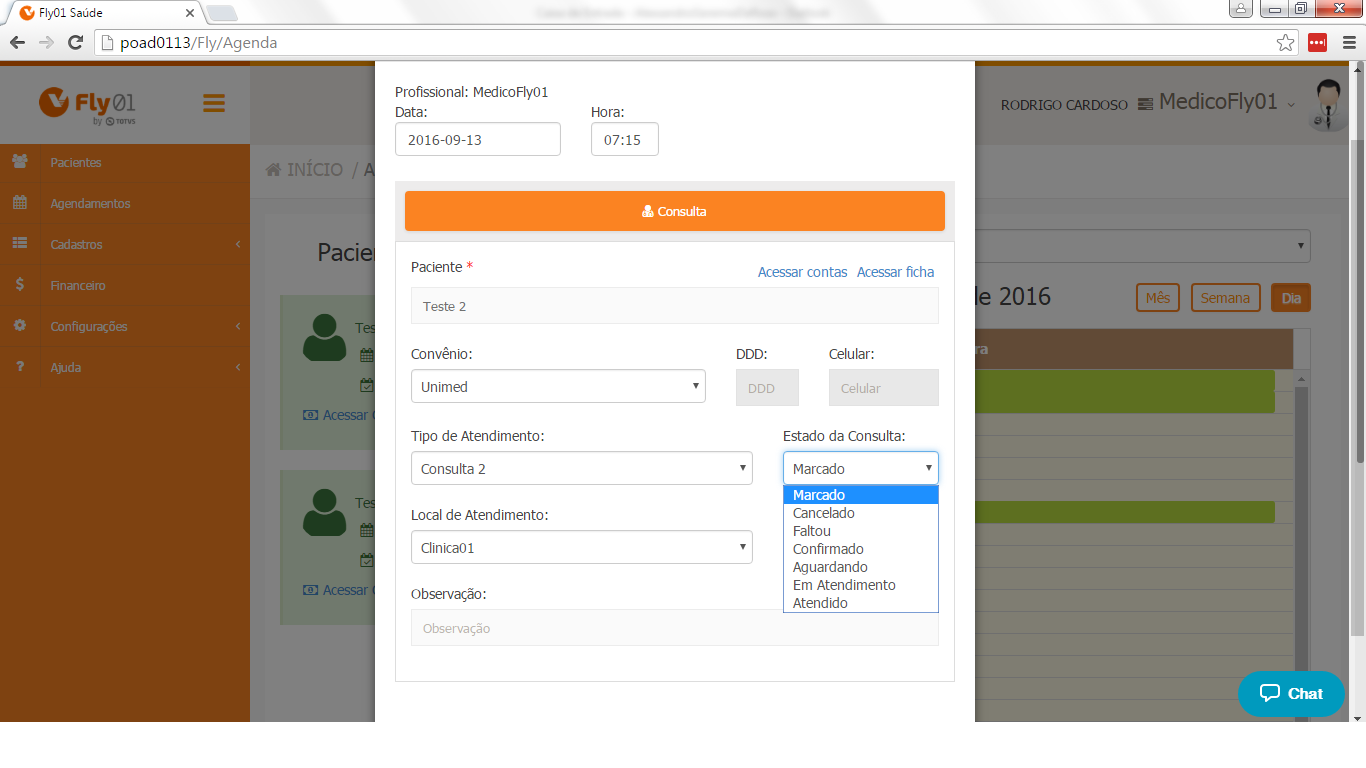 Fly01 Saúde
poad0113/Fly/Agenda
Fly01
by TOTVS
RODRIGO CARDOSO MedicoFly01
Pacientes
Agendamentos
Cadastros
Financeiro
Configurações
Ajuda
INÍCIO / A
Pacie
Tes
Acessar
Tes
Acessar
Profissional: MedicoFly01
Data: Hora:
2016-09-13 07:15
Consulta
Paciente * Acessar contas Acessar ficha
Teste 2
Convênio: DDD: Celular:
Unimed DDD Celular
Tipo de Atendimento: Estado da Consulta:
Consulta 2 Marcado
Marcado
Cancelado
Faltou
Confirmado
Aguardando
Em Atendimento
Atendido
Local de Atendimento:
Clinica01
Observação:
Observação
de 2016 Mês Semana Dia
ra
Chat